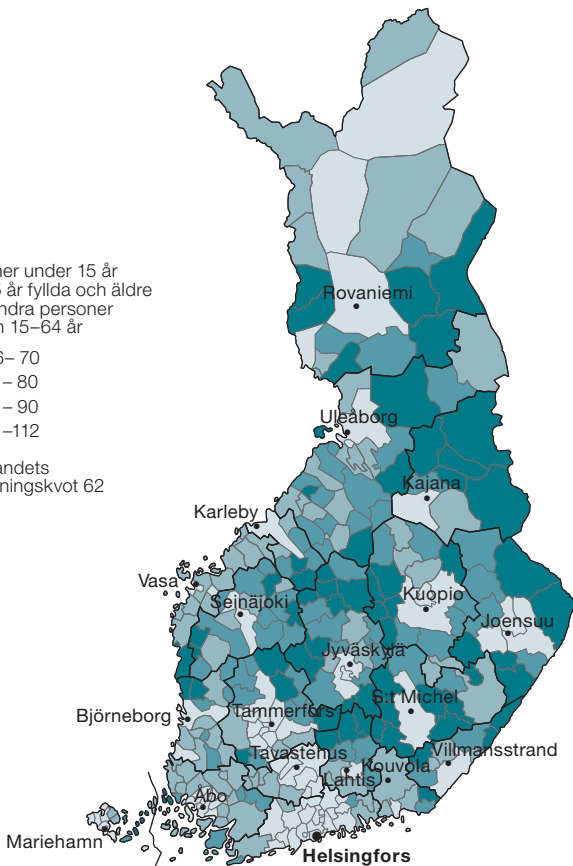 ner under 15 år
5 år fyllda och äldre
ndra personer
n 15–64 år
6– 70
– 80
– 90
–112
andets
ningskvot 62
Rovaniemi
Uleåborg
Kajana
Karleby
Vasa
Seinäjoki
Kuopio
Joensuu
Jyväskylä
S:t Michel
Björneborg
Tammerfors
Tavastehus
Villmansstrand
Lahtis
Kouvola
Åbo
Mariehamn
Helsingfors